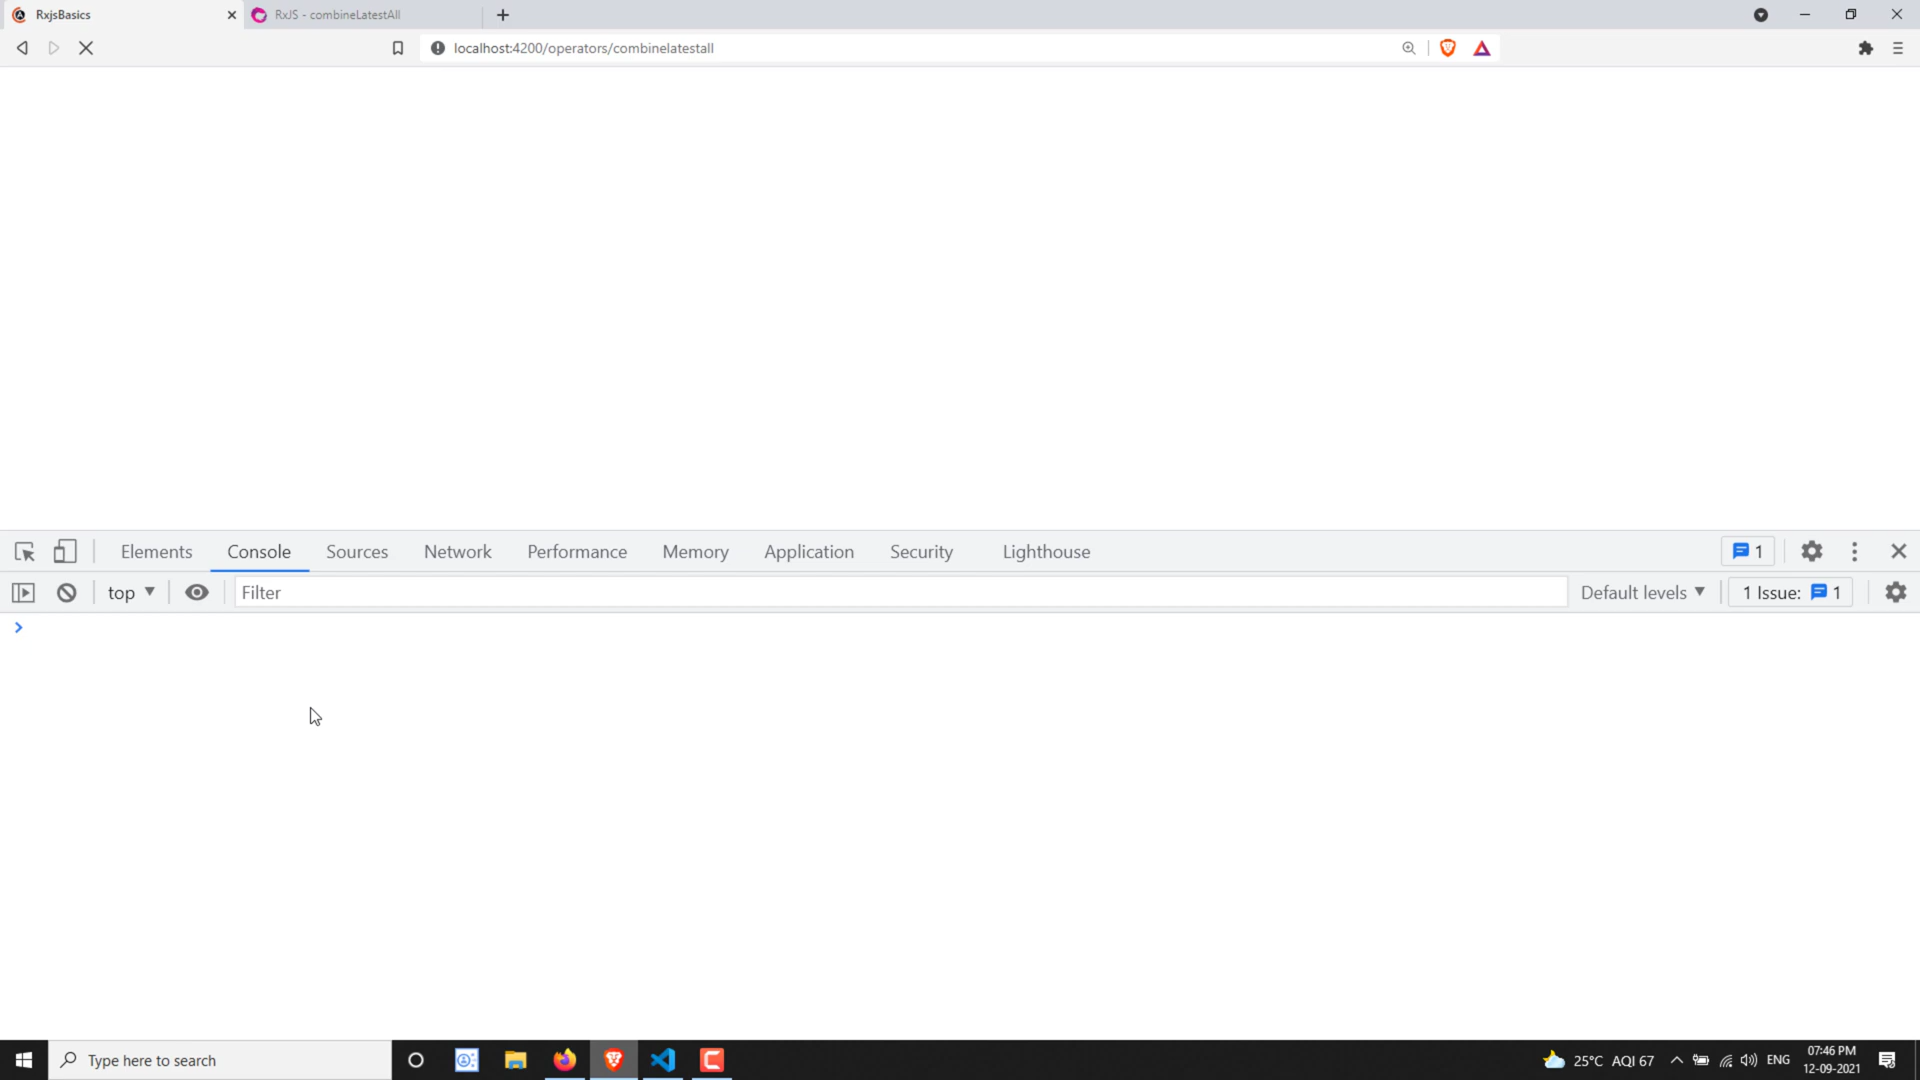 RxjsBasics
RxJS - combineLatestAll
localhost:4200/operators/combinelatestall
Elements
Console
Sources
Network
Performance
Memory
Application
Security
Lighthouse
1
top
Filter
Default levels
1 Issue: 1
Type here to search
25°C AQI 67
ENG
07:46 PM
12-09-2021